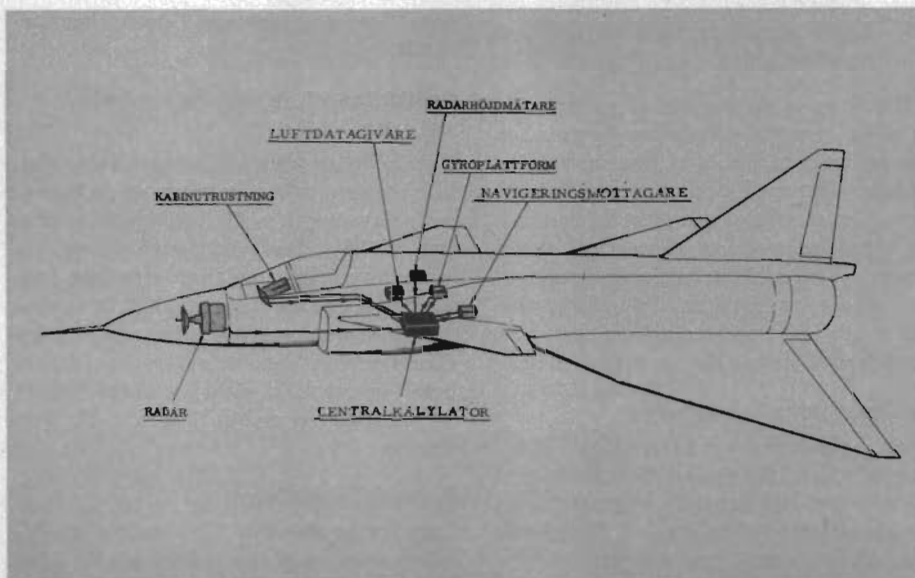 RADARHÖJDMÄTARE
LUFTDATAGIVARE
GYROPLATTFORM
KABINUTRUSTNING
NAVIGERINGSMOTTAGARE
RADAR
CENTRALKALYLATOR